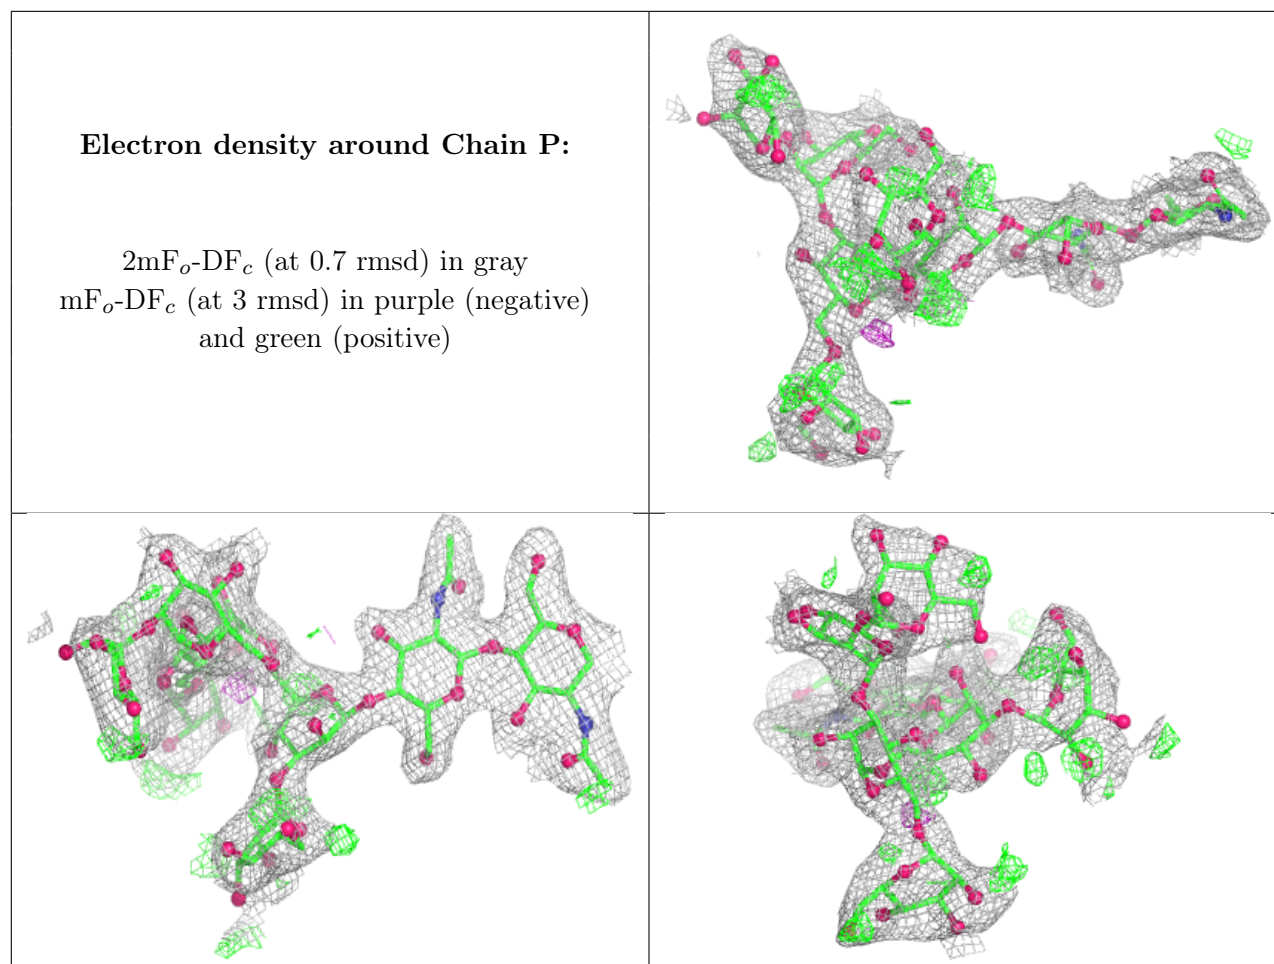 Electron density around Chain P:
2mFo-DFc (at 0.7 rmsd) in gray
mFo-DFc (at 3 rmsd) in purple (negative)
and green (positive)